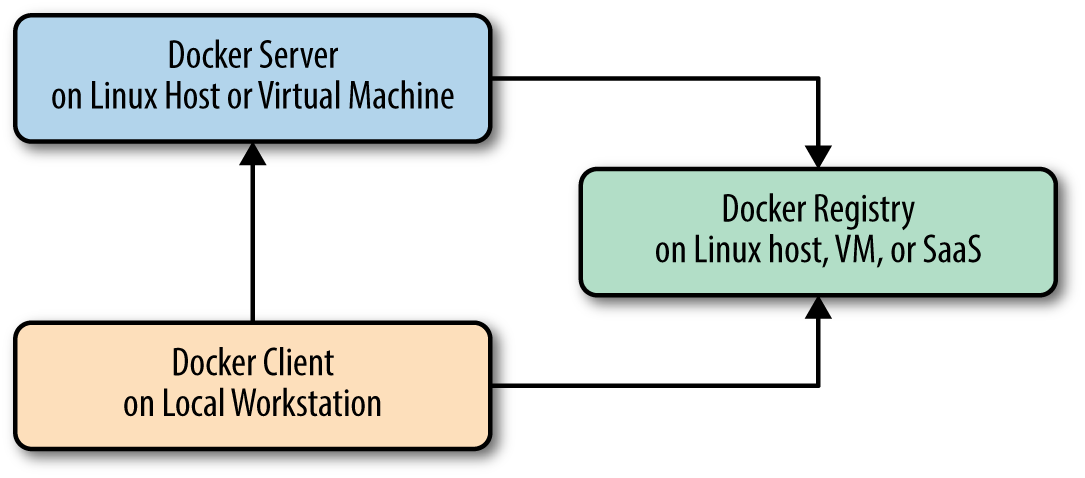 Docker Server
on Linux Host or Virtual Machine
Docker Registry
on Linux host, VM, or SaaS
Docker Client
on Local Workstation